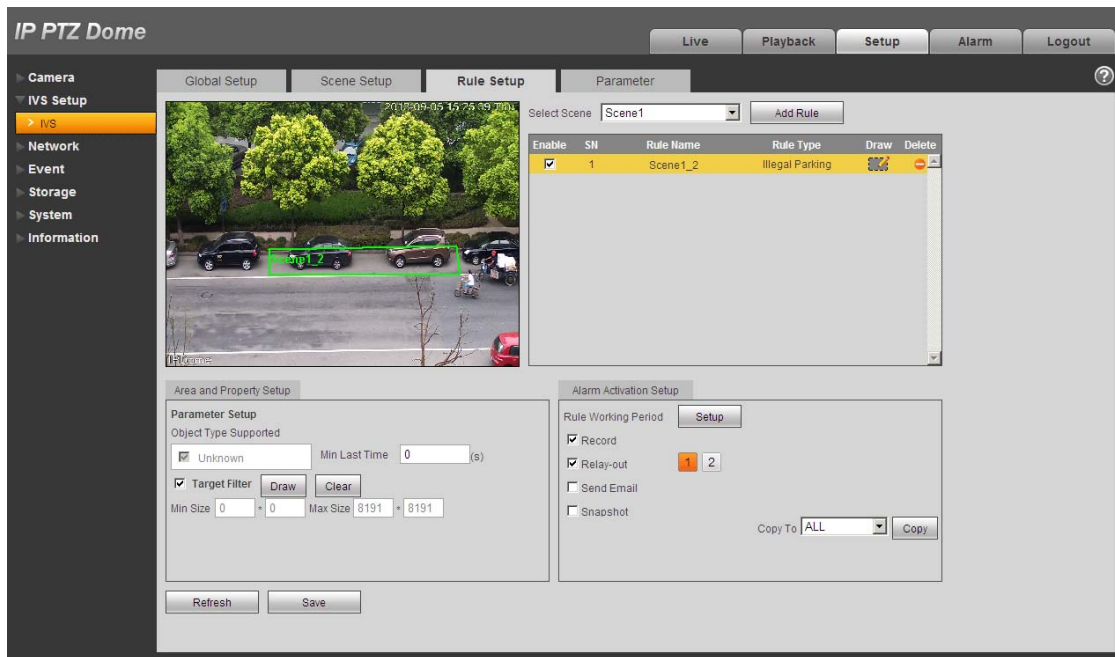 IP PTZ Dome
Live Playback Setup Alarm Logout
Camera
IVS Setup
> IVS
Network
Event
Storage
System
Information
Global Setup Scene Setup Rule Setup Parameter
?
Scene1_2
IP Dome
Select Scene Scene1 Add Rule
Enable SN Rule Name Rule Type Draw Delete
1 Scene1_2 Illegal Parking
Area and Property Setup
Parameter Setup
Object Type Supported
Unknown Min Last Time 0 (s)
Target Filter Draw Clear
Min Size 0 * 0 Max Size 8191 * 8191
Alarm Activation Setup
Rule Working Period Setup
Record
Relay-out 1 2
Send Email
Snapshot
Copy To ALL Copy
Refresh Save